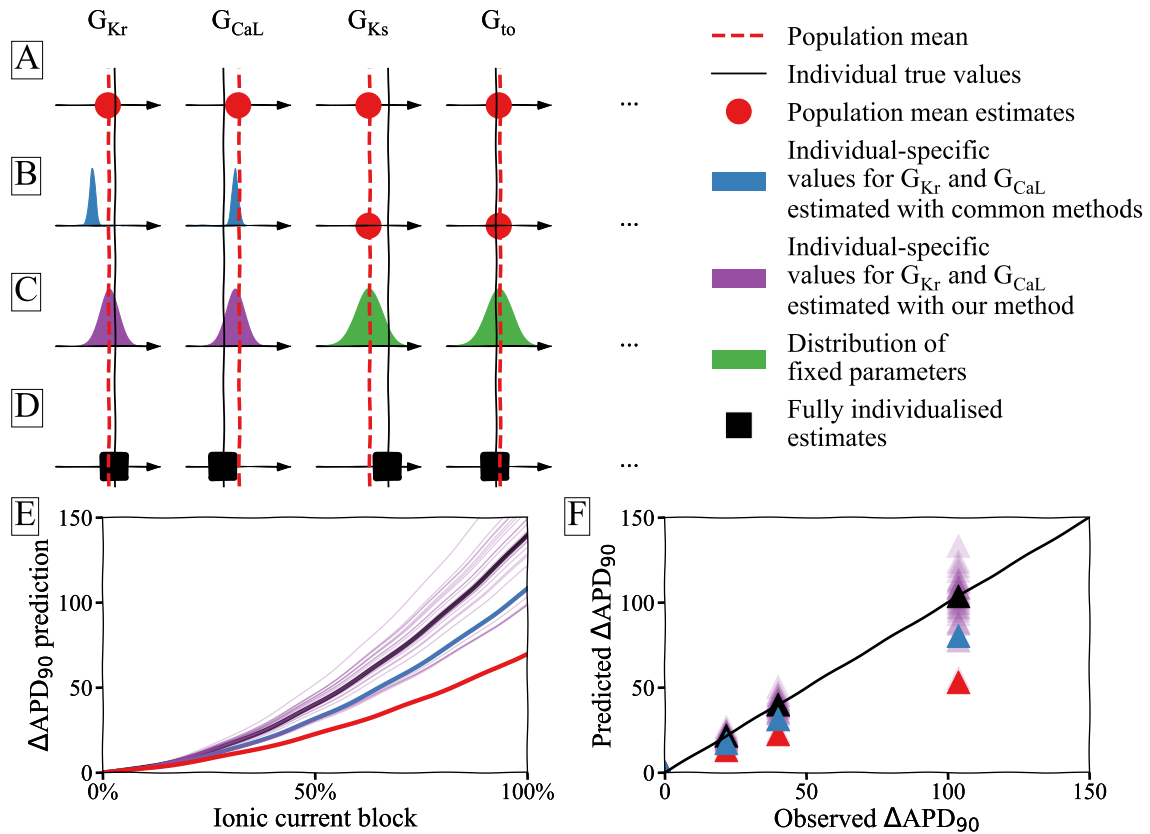 G_Kr G_CaL G_Ks G_to
A
...
B
...
C
...
D
...
Population mean
Individual true values
Population mean estimates
Individual-specific
values for G_Kr and G_CaL
estimated with common methods
Individual-specific
values for G_Kr and G_CaL
estimated with our method
Distribution of
fixed parameters
Fully individualised
estimates
E
ΔAPD90 prediction
150
100
50
0
0% 50% 100%
Ionic current block
F
Predicted ΔAPD90
150
100
50
0
0 50 100 150
Observed ΔAPD90